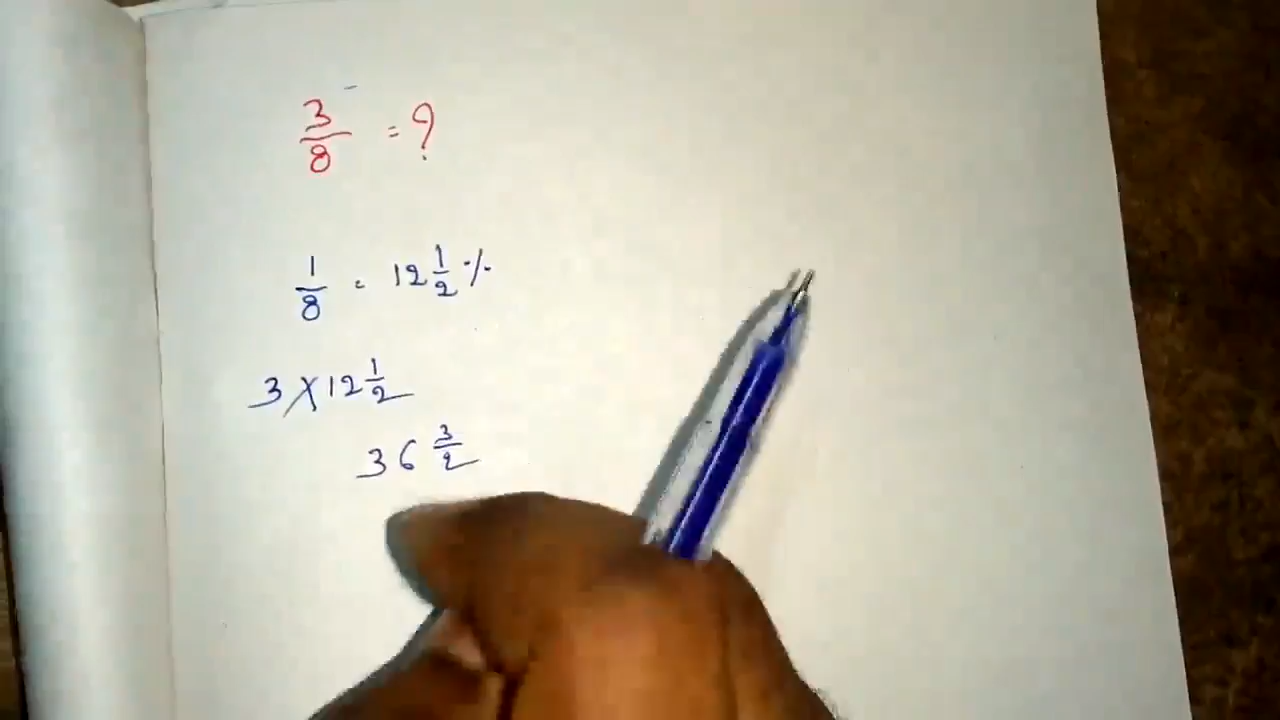 3/8 = ?
1/8 = 12 1/2 %
3 × 12 1/2
36 3/2